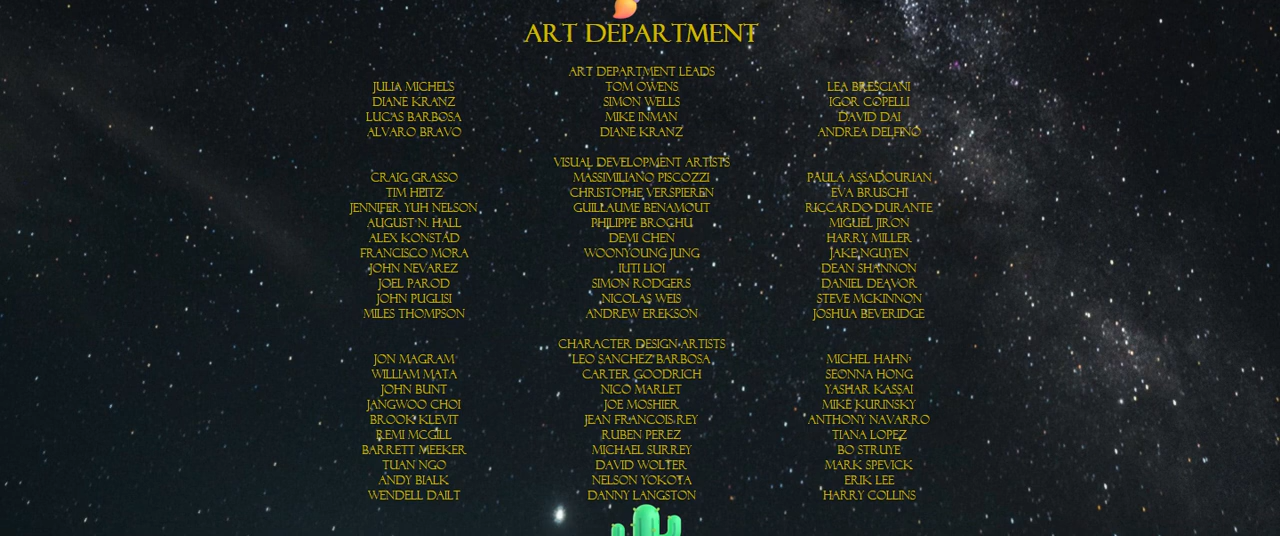 ART DEPARTMENT
ART DEPARTMENT LEADS
JULIA MICHELS TOM OWENS LEA BRESCIANI
DIANE KRANZ SIMON WELLS IGOR COPELLI
LUCAS BARBOSA MIKE INMAN DAVID DAI
ALVARO BRAVO DIANE KRANZ ANDREA DELFINO
VISUAL DEVELOPMENT ARTISTS
CRAIG GRASSO MASSIMILIANO PISCOZZI PAULA ASSADOURIAN
TIM HEITZ CHRISTOPHE VERSPIEREN EVA BRUSCHI
JENNIFER YUH NELSON GUILLAUME BENAMOUT RICCARDO DURANTE
AUGUST N. HALL PHILIPPE BROCHU MIGUEL JIRON
ALEX KONSTAD DEMI CHEN HARRY MILLER
FRANCISCO MORA WOONYOUNG JUNG JAKE NGUYEN
JOHN NEVAREZ IUTI LIOI DEAN SHANNON
JOEL PAROD SIMON RODGERS DANIEL DEAVOR
JOHN PUGLISI NICOLAS WEIS STEVE MCKINNON
MILES THOMPSON ANDREW EREKSON JOSHUA BEVERIDGE
CHARACTER DESIGN ARTISTS
JON MAGRAM LEO SANCHEZ BARBOSA MICHEL HAHN
WILLIAM MATA CARTER GOODRICH SEONNA HONG
JOHN BUNT NICO MARLET YASHAR KASSAI
JANGWOO CHOI JOE MOSHIER MIKE KURINSKY
BROOK KLEVIT JEAN FRANCOIS REY ANTHONY NAVARRO
REMI MCGILL RUBEN PEREZ TIANA LOPEZ
BARRETT MEEKER MICHAEL SURREY BO STRUYE
TUAN NGO DAVID WOLTER MARK SPEVICK
ANDY BIALK NELSON YOKOTA ERIK LEE
WENDELL DAILT DANNY LANGSTON HARRY COLLINS